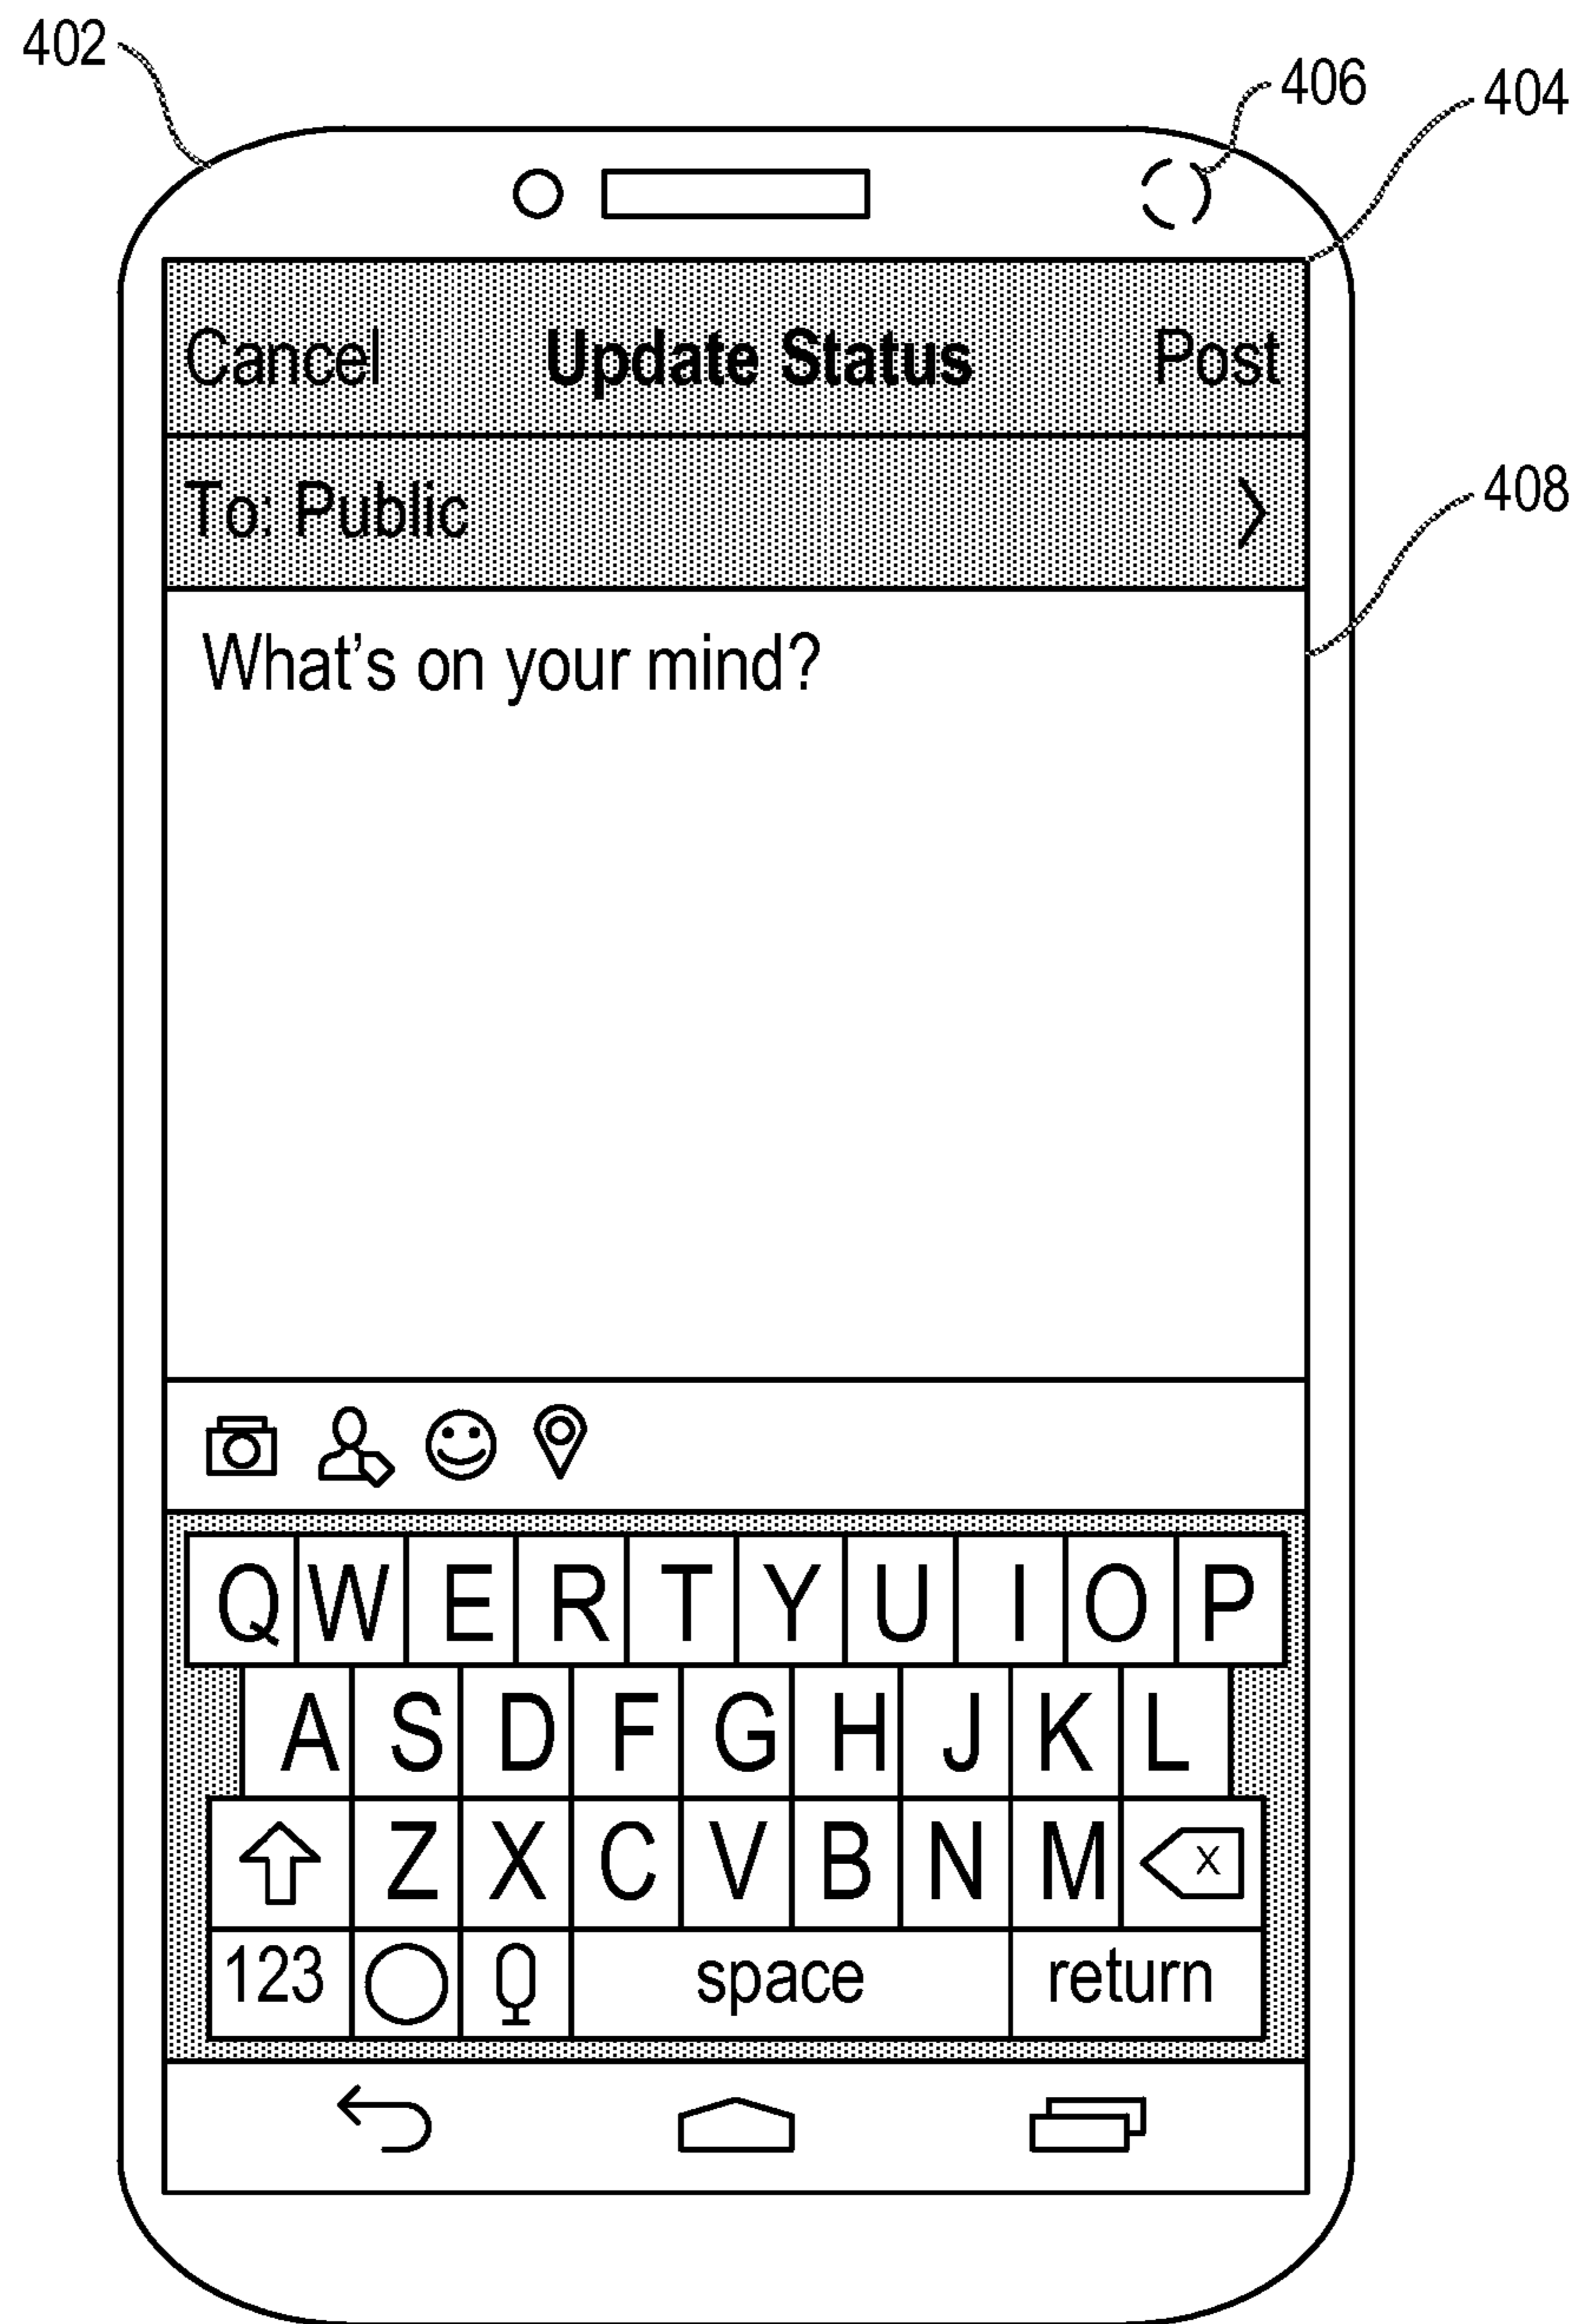 402
406
404
Cancel Update Status Post
To: Public
408
What's on your mind?
Q W E R T Y U I O P
A S D F G H J K L
Z X C V B N M X
123 space return